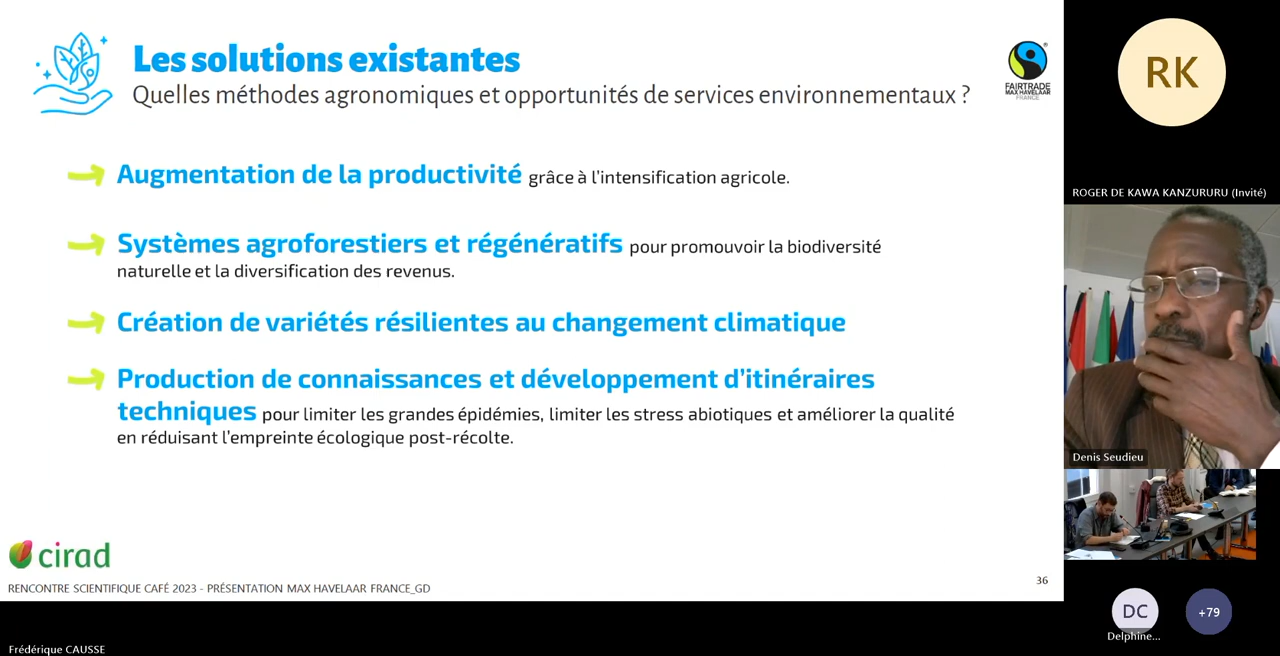 Les solutions existantes
Quelles méthodes agronomiques et opportunités de services environnementaux ?
FAIRTRADE
MAX HAVELAAR
FRANCE
Augmentation de la productivité grâce à l'intensification agricole.
Systèmes agroforestiers et régénératifs pour promouvoir la biodiversité
naturelle et la diversification des revenus.
Création de variétés résilientes au changement climatique
Production de connaissances et développement d'itinéraires
techniques pour limiter les grandes épidémies, limiter les stress abiotiques et améliorer la qualité
en réduisant l'empreinte écologique post-récolte.
cirad
RENCONTRE SCIENTIFIQUE CAFÉ 2023 - PRÉSENTATION MAX HAVELAAR FRANCE_GD
36
Frédérique CAUSSE
RK
ROGER DE KAWA KANZURURU (Invité)
Denis Seudieu
DC
Delphine...
+79